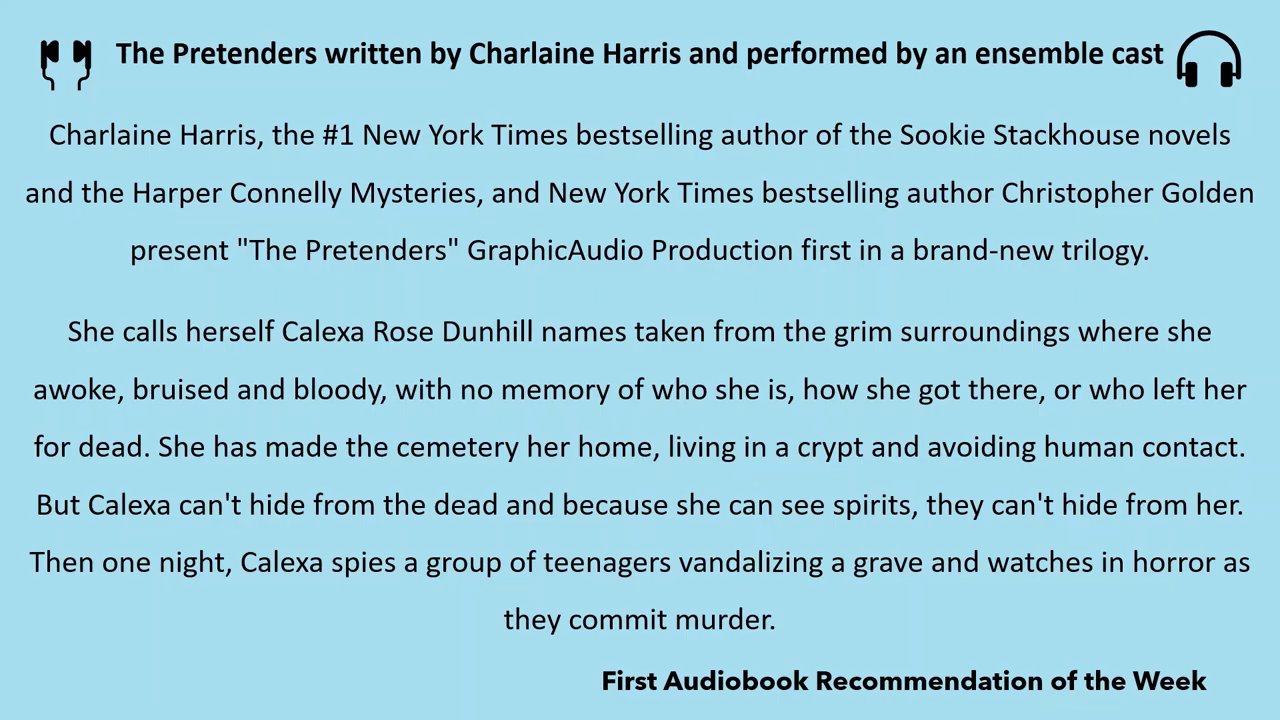 The Pretenders written by Charlaine Harris and performed by an ensemble cast
Charlaine Harris, the #1 New York Times bestselling author of the Sookie Stackhouse novels
and the Harper Connelly Mysteries, and New York Times bestselling author Christopher Golden
present "The Pretenders" GraphicAudio Production first in a brand-new trilogy.
She calls herself Calexa Rose Dunhill names taken from the grim surroundings where she
awoke, bruised and bloody, with no memory of who she is, how she got there, or who left her
for dead. She has made the cemetery her home, living in a crypt and avoiding human contact.
But Calexa can't hide from the dead and because she can see spirits, they can't hide from her.
Then one night, Calexa spies a group of teenagers vandalizing a grave and watches in horror as
they commit murder.
First Audiobook Recommendation of the Week